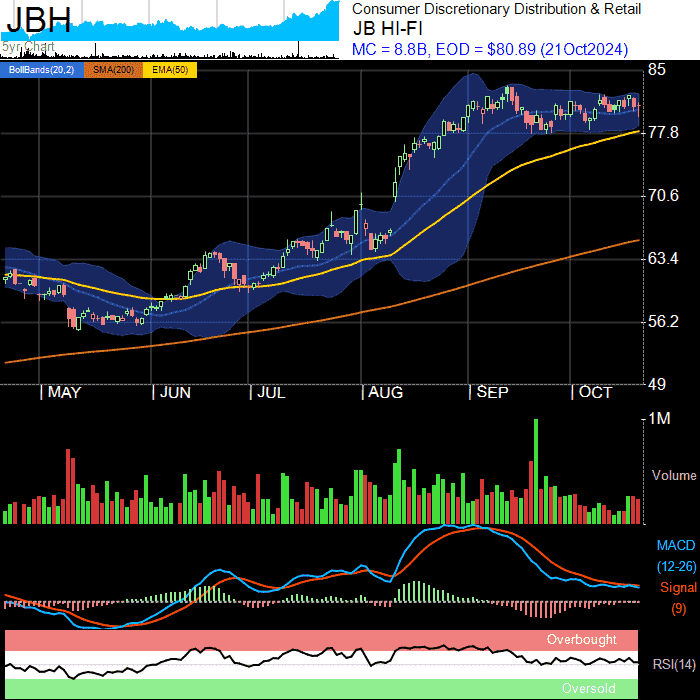 JBH
5yr Chart
Consumer Discretionary Distribution & Retail
JB HI-FI
MC = 8.8B, EOD = $80.89 (21Oct2024)
BollBands(20,2) SMA(200) EMA(50)
85
77.8
70.6
63.4
56.2
49
MAY JUN JUL AUG SEP OCT
1M
Volume
MACD
(12-26)
Signal
(9)
Overbought
RSI(14)
Oversold